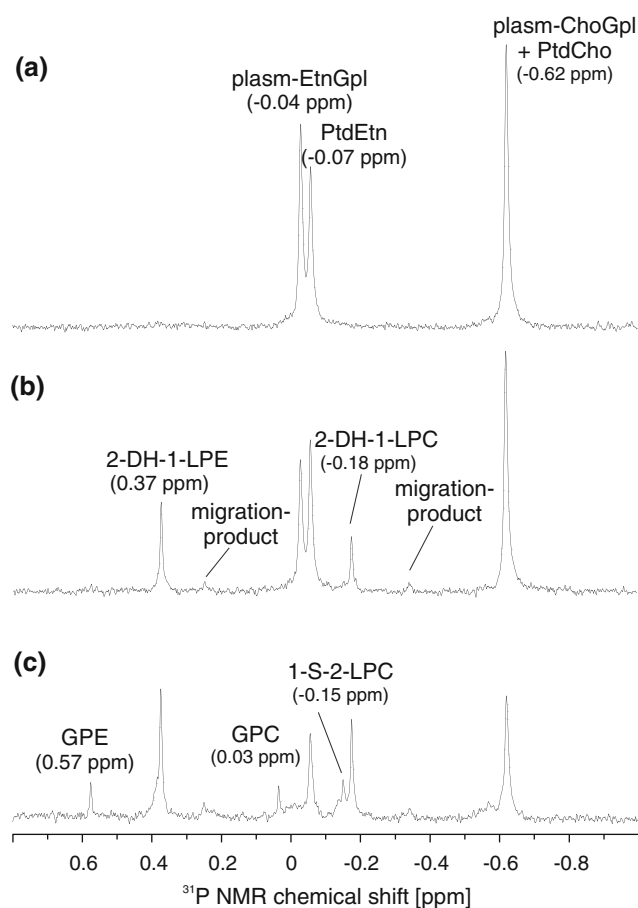 (a)
plasm-ChoGpl
+ PtdCho
(-0.62 ppm)
plasm-EtnGpl
(-0.04 ppm)
PtdEtn
(-0.07 ppm)
(b)
2-DH-1-LPE
(0.37 ppm)
migration-
product
2-DH-1-LPC
(-0.18 ppm)
migration-
product
(c)
GPE
(0.57 ppm)
GPC
(0.03 ppm)
1-S-2-LPC
(-0.15 ppm)
0.6 0.4 0.2 0 -0.2 -0.4 -0.6 -0.8
³¹P NMR chemical shift [ppm]